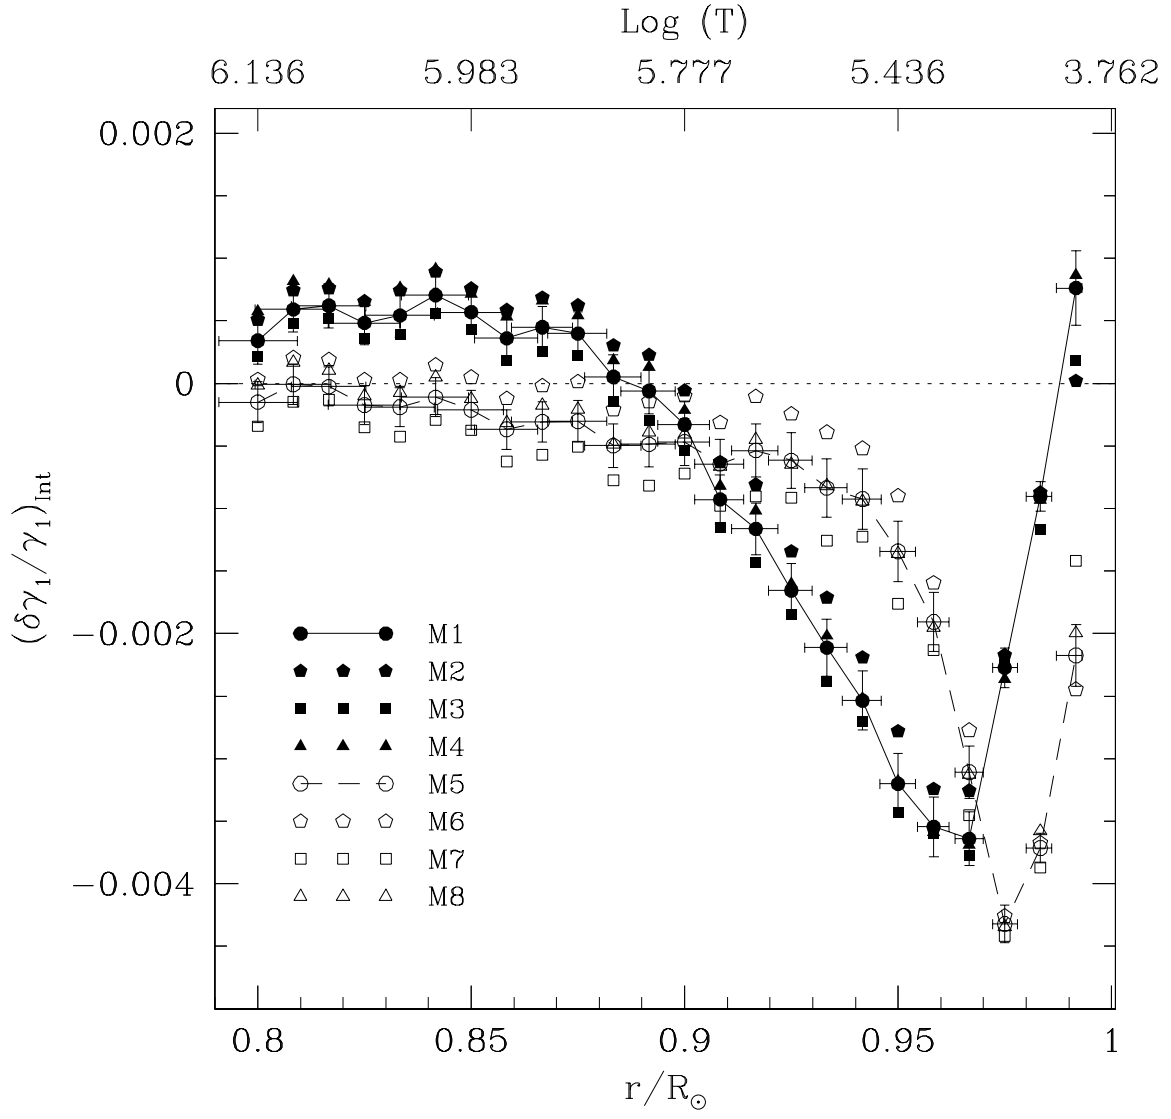 Log (T)
6.136 5.983 5.777 5.436 3.762
0.002
0
−0.002
−0.004
(δγ₁/γ₁)Int
M1
M2
M3
M4
M5
M6
M7
M8
0.8 0.85 0.9 0.95 1
r/R⊙